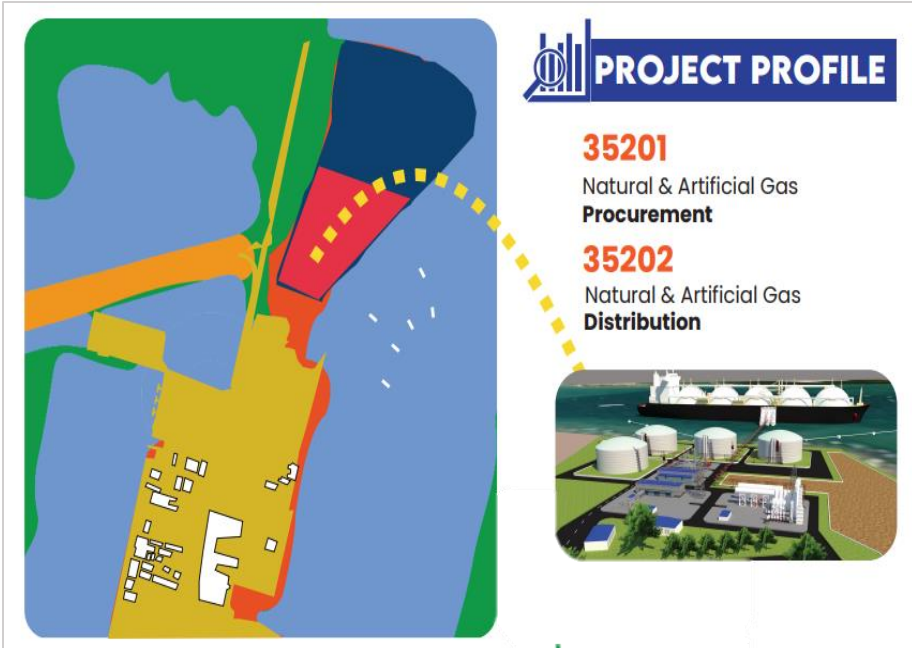 PROJECT PROFILE
35201
Natural & Artificial Gas
Procurement
35202
Natural & Artificial Gas
Distribution